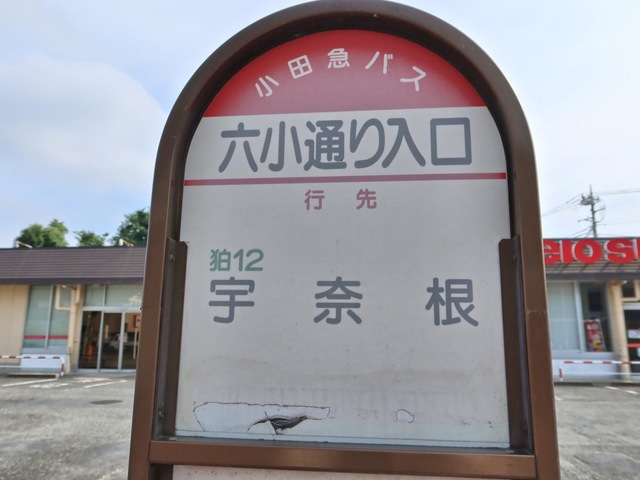 小田急バス
六小通り入口
行先
狛12
宇奈根